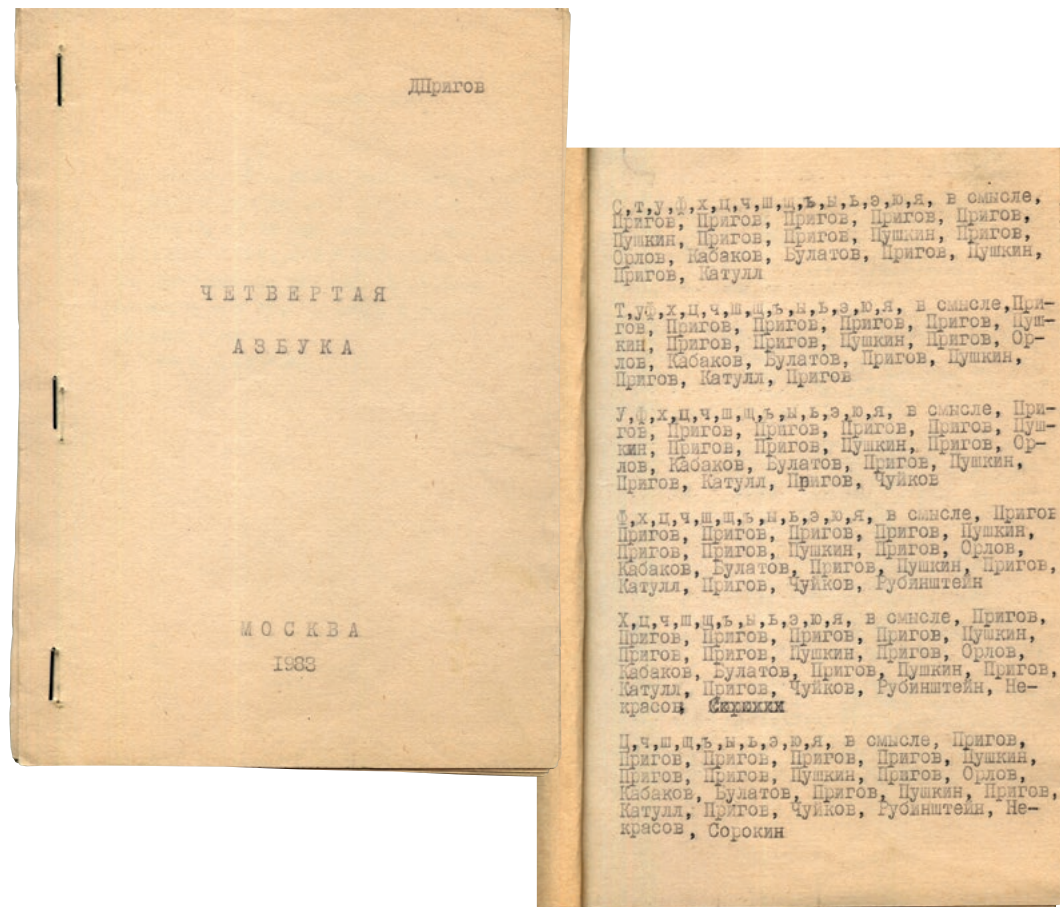 ДПригов
ЧЕТВЕРТАЯ
АЗБУКА
МОСКВА
1983
С,т,у,ф,х,ц,ч,ш,щ,ъ,ы,ь,э,ю,я, в смысле,
Пригов, Пригов, Пригов, Пригов, Пригов,
Пушкин, Пригов, Пригов, Пушкин, Пригов,
Орлов, Кабаков, Булатов, Пригов, Пушкин,
Пригов, Катулл
Т,уф,х,ц,ч,ш,щ,ъ,ы,ь,э,ю,я, в смысле,При-
гов, Пригов, Пригов, Пригов, Пригов, Пуш-
кин, Пригов, Пригов, Пушкин, Пригов, Ор-
лов, Кабаков, Булатов, Пригов, Пушкин,
Пригов, Катулл, Пригов
У,ф,х,ц,ч,ш,щ,ъ,ы,ь,э,ю,я, в смысле, При-
гов, Пригов, Пригов, Пригов, Пригов, Пуш-
кин, Пригов, Пригов, Пушкин, Пригов, Ор-
лов, Кабаков, Булатов, Пригов, Пушкин,
Пригов, Катулл, Пригов, Чуйков
Ф,х,ц,ч,ш,щ,ъ,ы,ь,э,ю,я, в смысле, Пригов
Пригов, Пригов, Пригов, Пригов, Пушкин,
Пригов, Пригов, Пушкин, Пригов, Орлов,
Кабаков, Булатов, Пригов, Пушкин, Пригов,
Катулл, Пригов, Чуйков, Рубинштейн
Х,ц,ч,ш,щ,ъ,ы,ь,э,ю,я, в смысле, Пригов,
Пригов, Пригов, Пригов, Пригов, Пушкин,
Пригов, Пригов, Пушкин, Пригов, Орлов,
Кабаков, Булатов, Пригов, Пушкин, Пригов,
Катулл, Пригов, Чуйков, Рубинштейн, Не-
красов,
Ц,ч,ш,щ,ъ,ы,ь,э,ю,я, в смысле, Пригов,
Пригов, Пригов, Пригов, Пригов, Пушкин,
Пригов, Пригов, Пушкин, Пригов, Орлов,
Кабаков, Булатов, Пригов, Пушкин, Пригов,
Катулл, Пригов, Чуйков, Рубинштейн, Не-
красов, Сорокин